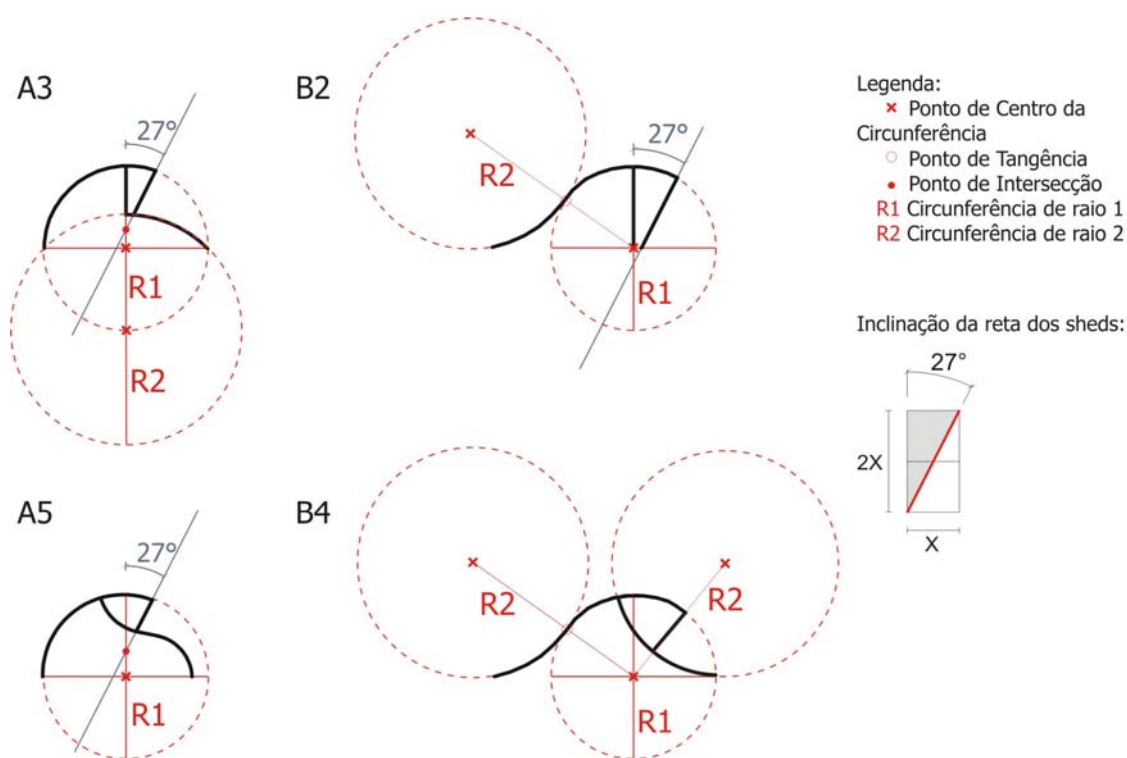 A3
27°
R1
R2
B2
27°
R2
R1
Legenda:
Ponto de Centro da
Circunferência
Ponto de Tangência
Ponto de Intersecção
R1 Circunferência de raio 1
R2 Circunferência de raio 2
Inclinação da reta dos sheds:
27°
2X
X
A5
27°
R1
B4
R2
R2
R1